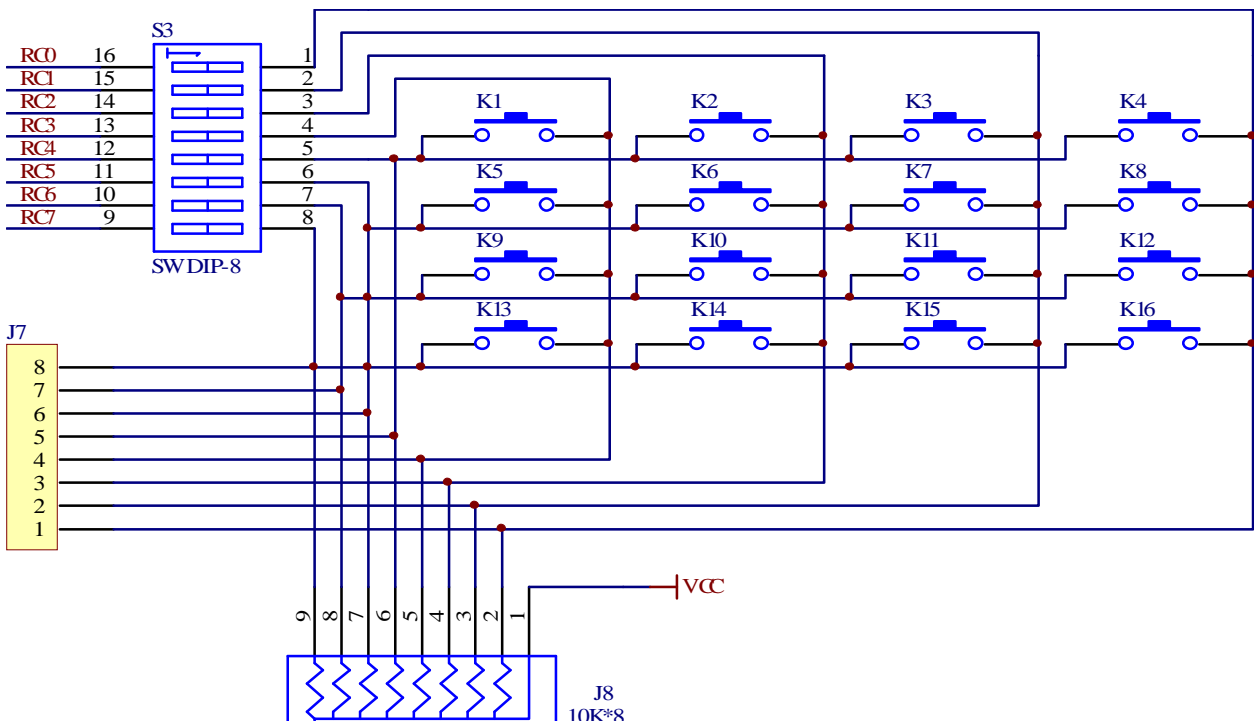 S3
RC0 16 1
RC1 15 2
RC2 14 3
RC3 13 4
RC4 12 5
RC5 11 6
RC6 10 7
RC7 9 8
SW DIP-8
K1 K2 K3 K4
K5 K6 K7 K8
K9 K10 K11 K12
K13 K14 K15 K16
J7
8
7
6
5
4
3
2
1
VCC
9 8 7 6 5 4 3 2 1
J8
10K*8